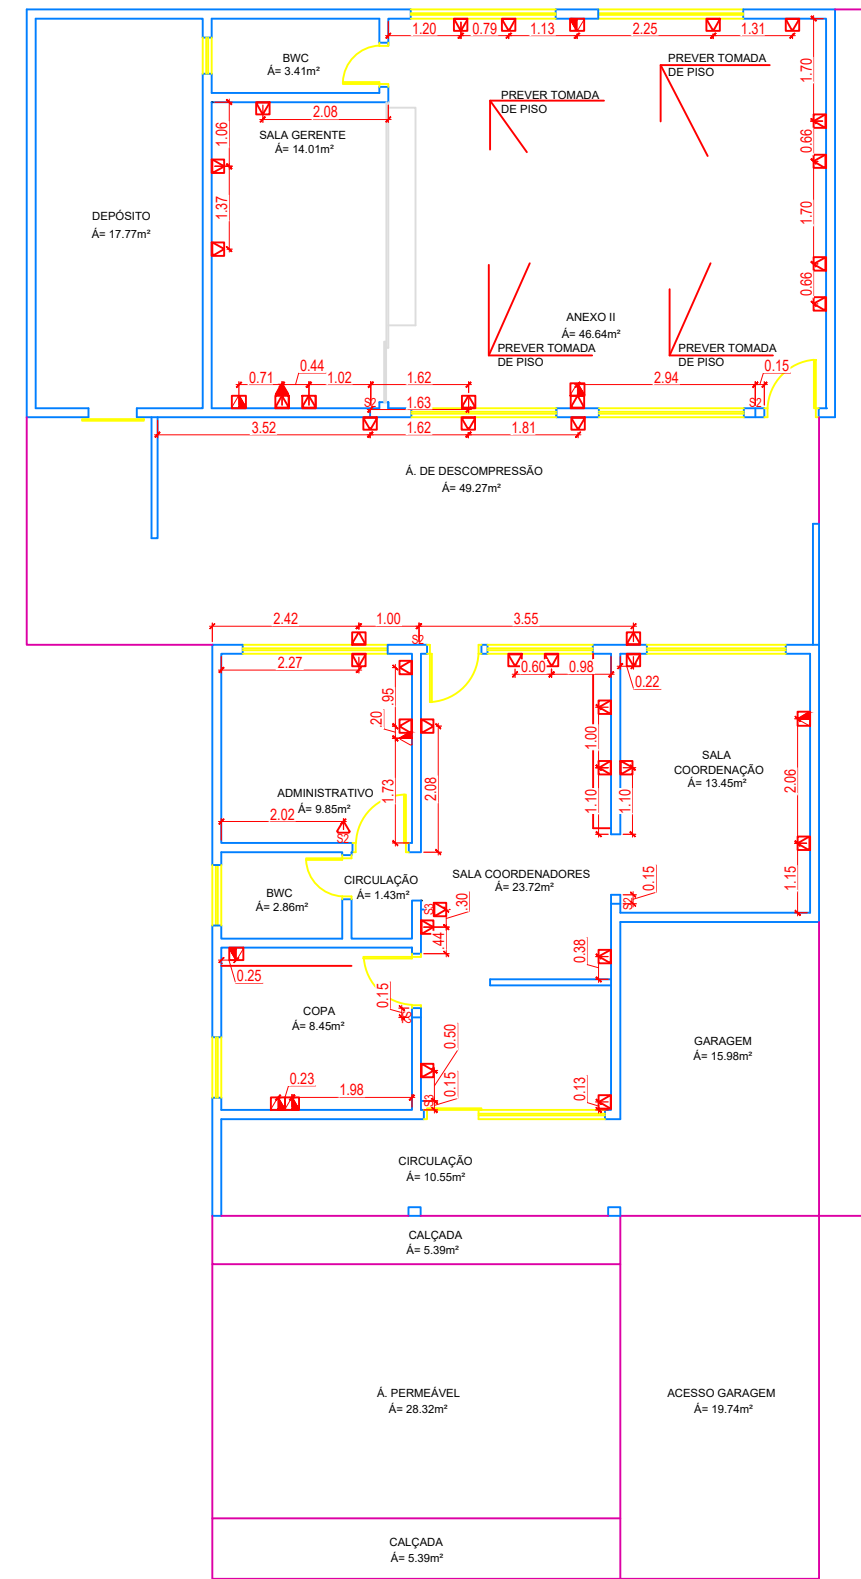 1.20
0.79
1.13
2.25
1.31
BWC
Á= 3.41m²
PREVER TOMADA
DE PISO
PREVER TOMADA
DE PISO
1.70
2.08
1.06
SALA GERENTE
Á= 14.01m²
0.66
1.37
1.70
DEPÓSITO
Á= 17.77m²
0.66
ANEXO II
Á= 46.64m²
PREVER TOMADA
DE PISO
PREVER TOMADA
DE PISO
0.44
0.15
0.71
1.02
1.62
2.94
S2
1.63
S2
3.52
1.62
1.81
Á. DE DESCOMPRESSÃO
Á= 49.27m²
2.42
1.00
3.55
S2
2.27
0.60
0.98
0.22
.95
.20
1.00
SALA
COORDENAÇÃO
Á= 13.45m²
2.06
ADMINISTRATIVO
Á= 9.85m²
1.73
2.08
1.10
1.10
2.02
S2
CIRCULAÇÃO
Á= 1.43m²
SALA COORDENADORES
Á= 23.72m²
0.15
1.15
BWC
Á= 2.86m²
S3
.30
S2
.44
0.38
0.25
0.15
COPA
Á= 8.45m²
S2
0.50
GARAGEM
Á= 15.98m²
0.23
1.98
0.15
S3
0.13
CIRCULAÇÃO
Á= 10.55m²
CALÇADA
Á= 5.39m²
Á. PERMEÁVEL
Á= 28.32m²
ACESSO GARAGEM
Á= 19.74m²
CALÇADA
Á= 5.39m²